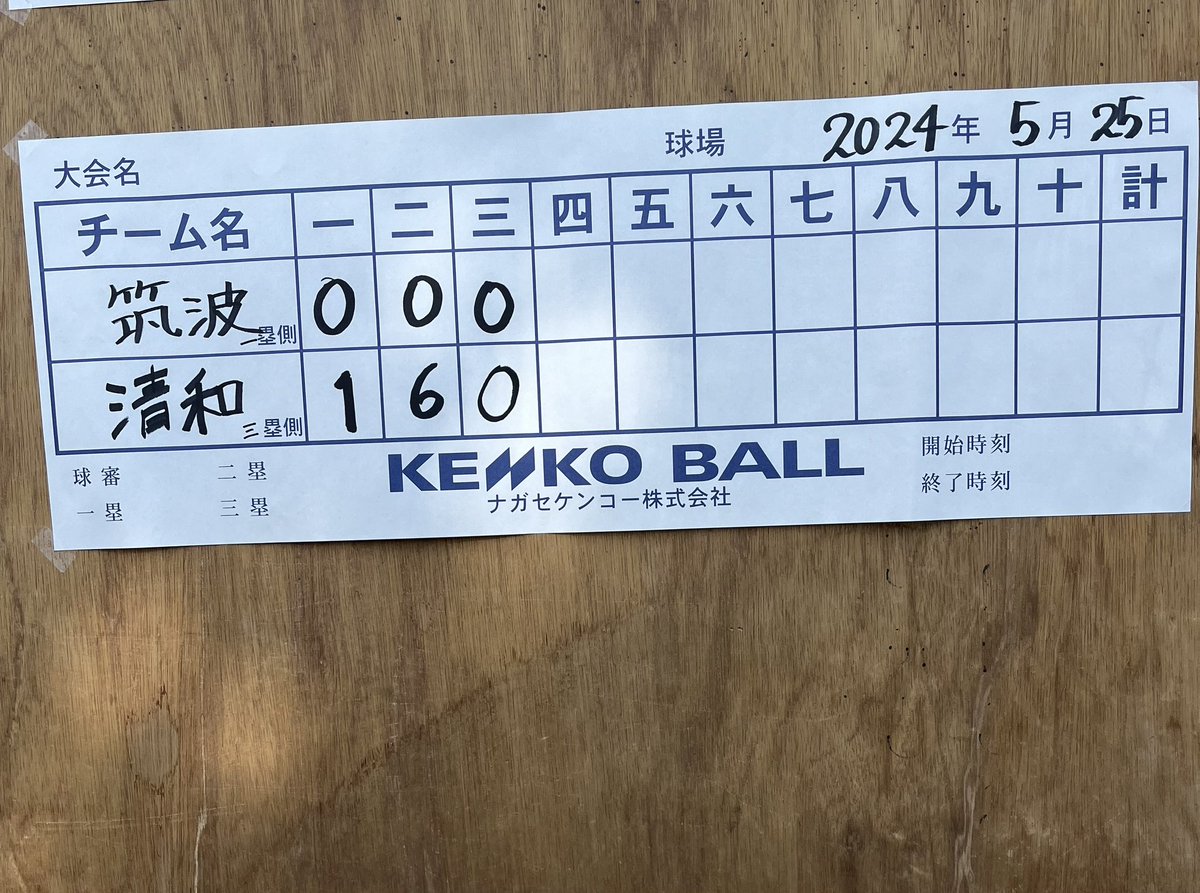 大会名 球場 2024年 5月 25日
チーム名 一 二 三 四 五 六 七 八 九 十 計
筑波 一塁側 0 0 0
清和 三塁側 1 6 0
球審 二塁 KENKO BALL 開始時刻
一塁 三塁 ナガセケンコー株式会社 終了時刻